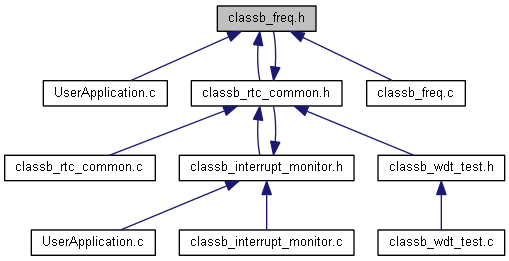 classb_freq.h
UserApplication.c
classb_rtc_common.h
classb_freq.c
classb_rtc_common.c
classb_interrupt_monitor.h
classb_wdt_test.h
UserApplication.c
classb_interrupt_monitor.c
classb_wdt_test.c